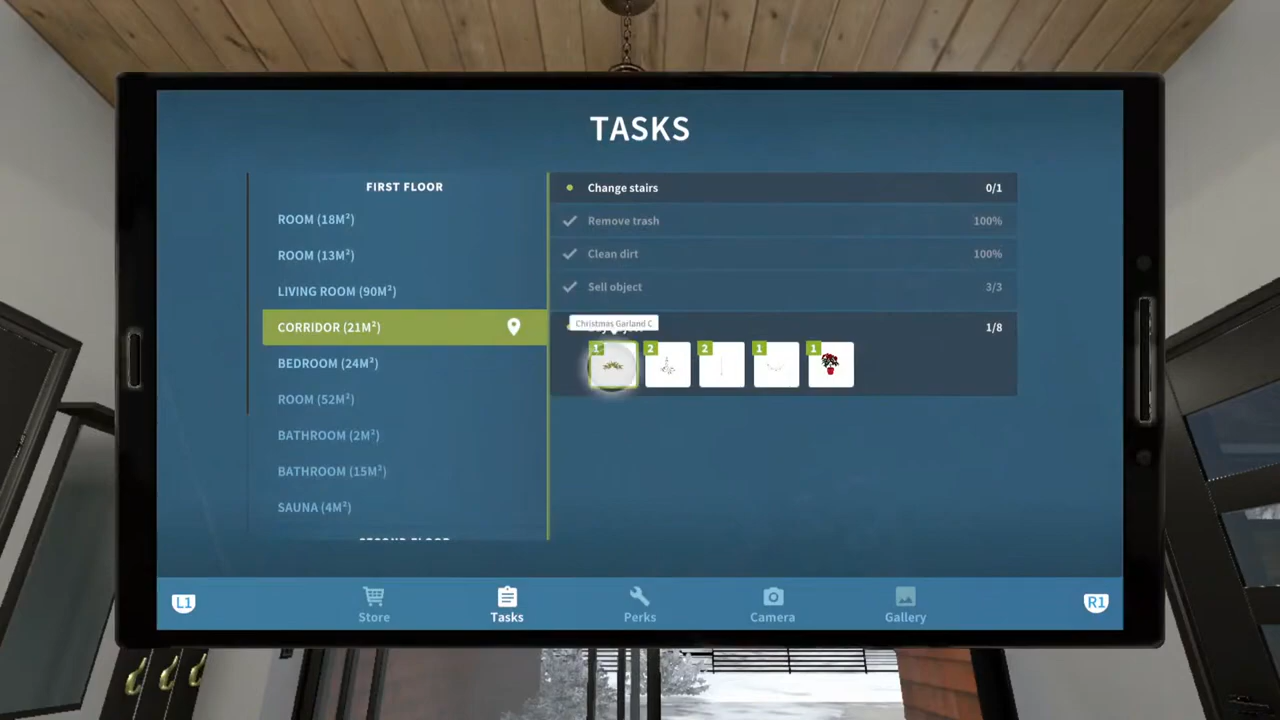 TASKS
FIRST FLOOR
ROOM (18M²)
ROOM (13M²)
LIVING ROOM (90M²)
CORRIDOR (21M²)
BEDROOM (24M²)
ROOM (52M²)
BATHROOM (2M²)
BATHROOM (15M²)
SAUNA (4M²)
Change stairs 0/1
Remove trash 100%
Clean dirt 100%
Sell object 3/3
Christmas Garland C
1/8
1 2 2 1 1
L1
Store
Tasks
Perks
Camera
Gallery
R1